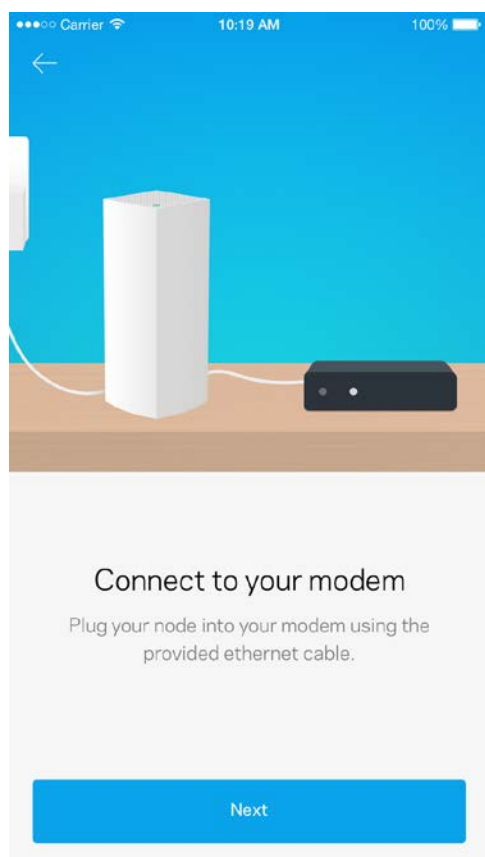 ●●●○○ Carrier 10:19 AM 100%
Connect to your modem
Plug your node into your modem using the
provided ethernet cable.
Next